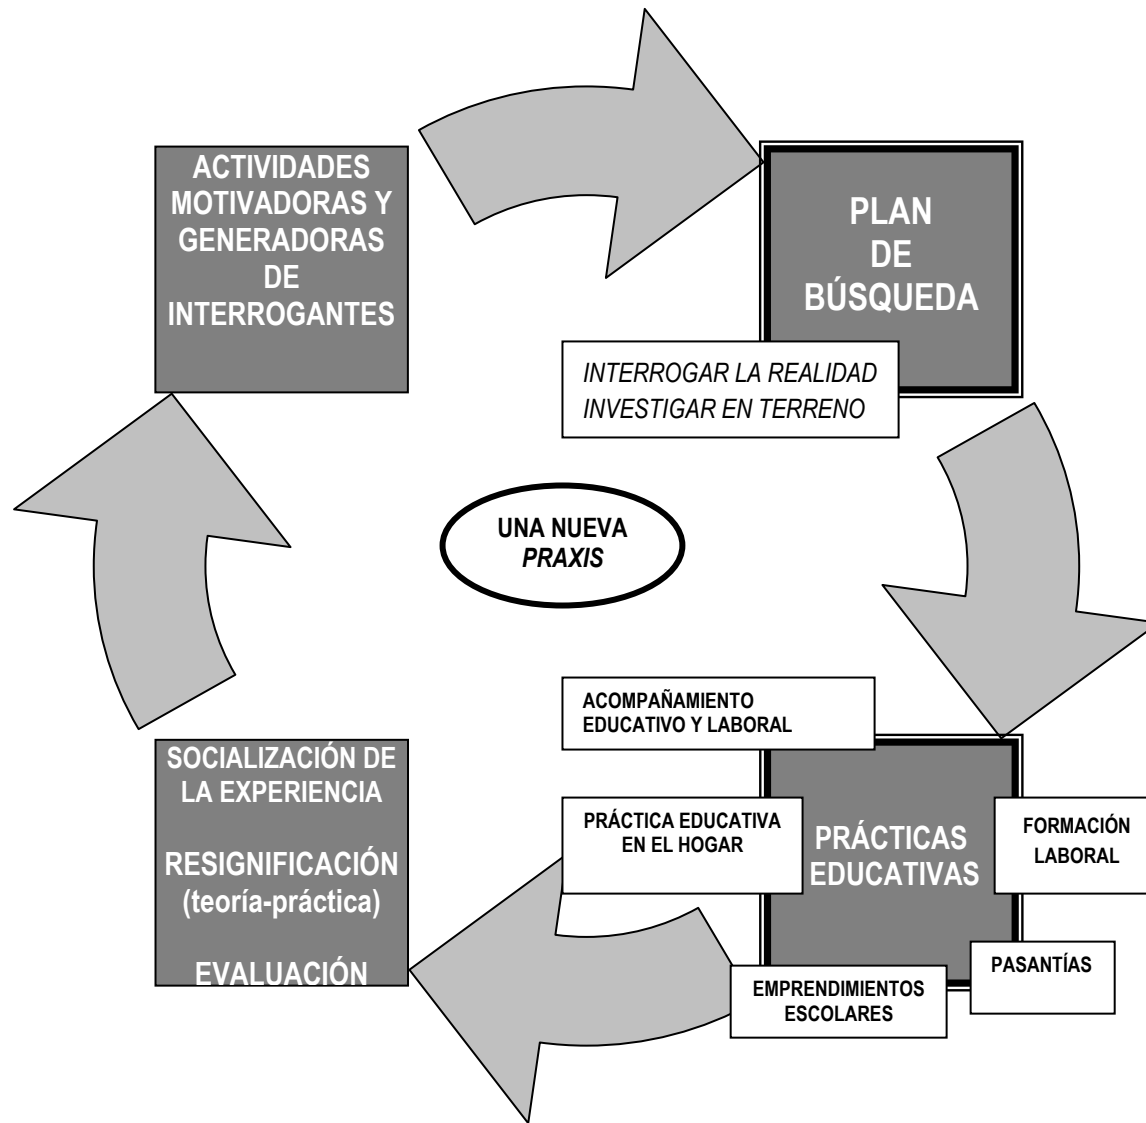 ACTIVIDADES
MOTIVADORAS Y
GENERADORAS
DE
INTERROGANTES
PLAN
DE
BÚSQUEDA
INTERROGAR LA REALIDAD
INVESTIGAR EN TERRENO
UNA NUEVA
PRAXIS
ACOMPAÑAMIENTO
EDUCATIVO Y LABORAL
PRÁCTICA EDUCATIVA
EN EL HOGAR
PRÁCTICAS
EDUCATIVAS
FORMACIÓN
LABORAL
PASANTÍAS
EMPRENDIMIENTOS
ESCOLARES
SOCIALIZACIÓN DE
LA EXPERIENCIA
RESIGNIFICACIÓN
(teoría-práctica)
EVALUACIÓN